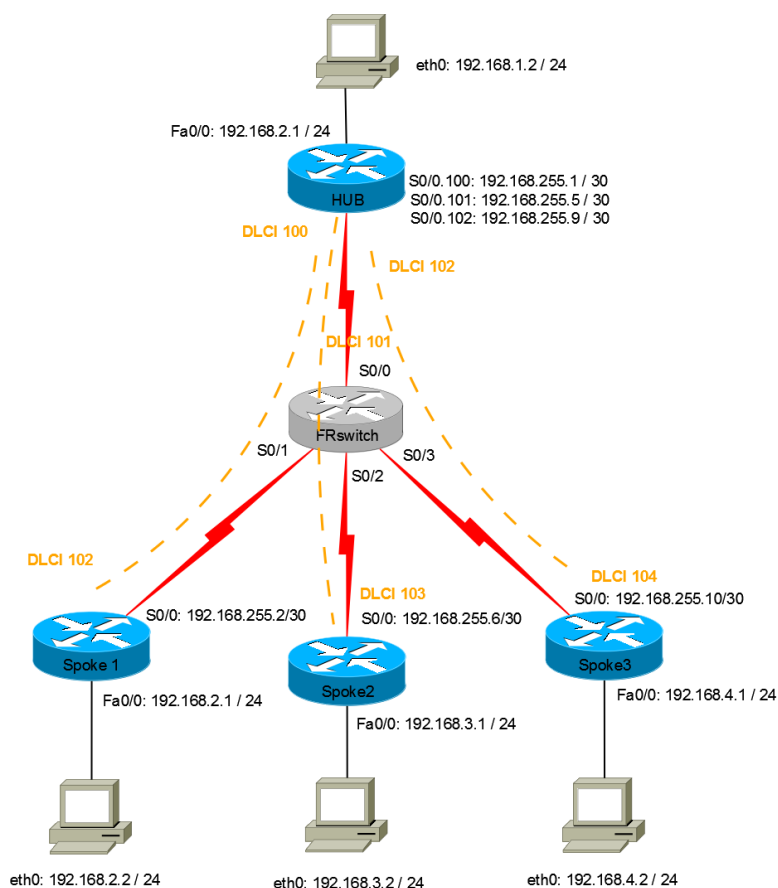 eth0: 192.168.1.2 / 24
Fa0/0: 192.168.2.1 / 24
HUB
S0/0.100: 192.168.255.1 / 30
S0/0.101: 192.168.255.5 / 30
S0/0.102: 192.168.255.9 / 30
DLCI 100
DLCI 102
DLCI 101
S0/0
FRswitch
S0/1
S0/2
S0/3
DLCI 102
DLCI 103
DLCI 104
S0/0: 192.168.255.2/30
S0/0: 192.168.255.6/30
S0/0: 192.168.255.10/30
Spoke 1
Spoke2
Spoke3
Fa0/0: 192.168.2.1 / 24
Fa0/0: 192.168.3.1 / 24
Fa0/0: 192.168.4.1 / 24
eth0: 192.168.2.2 / 24
eth0: 192.168.3.2 / 24
eth0: 192.168.4.2 / 24